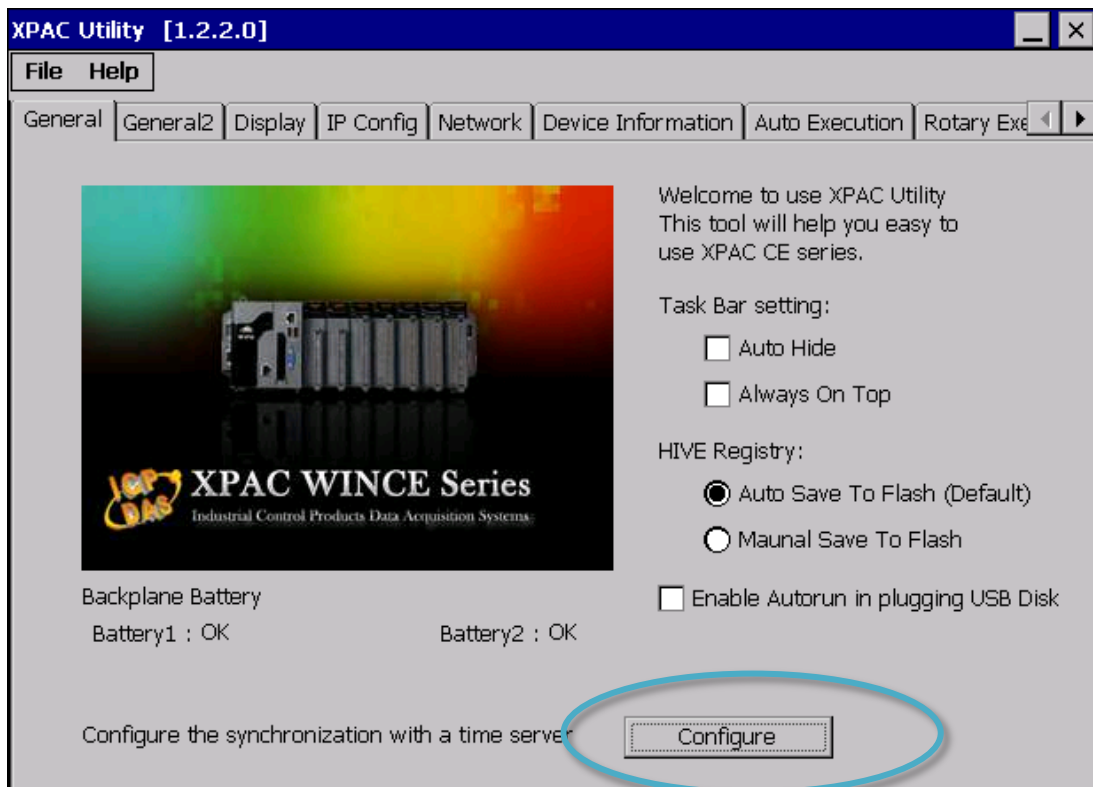 XPAC Utility [1.2.2.0]
File Help
General General2 Display IP Config Network Device Information Auto Execution Rotary Exe
Welcome to use XPAC Utility
This tool will help you easy to
use XPAC CE series.
Task Bar setting:
Auto Hide
Always On Top
HIVE Registry:
Auto Save To Flash (Default)
Maunal Save To Flash
Enable Autorun in plugging USB Disk
ICP DAS
XPAC WINCE Series
Industrial Control Products Data Acquisition Systems
Backplane Battery
Battery1 : OK Battery2 : OK
Configure the synchronization with a time server Configure